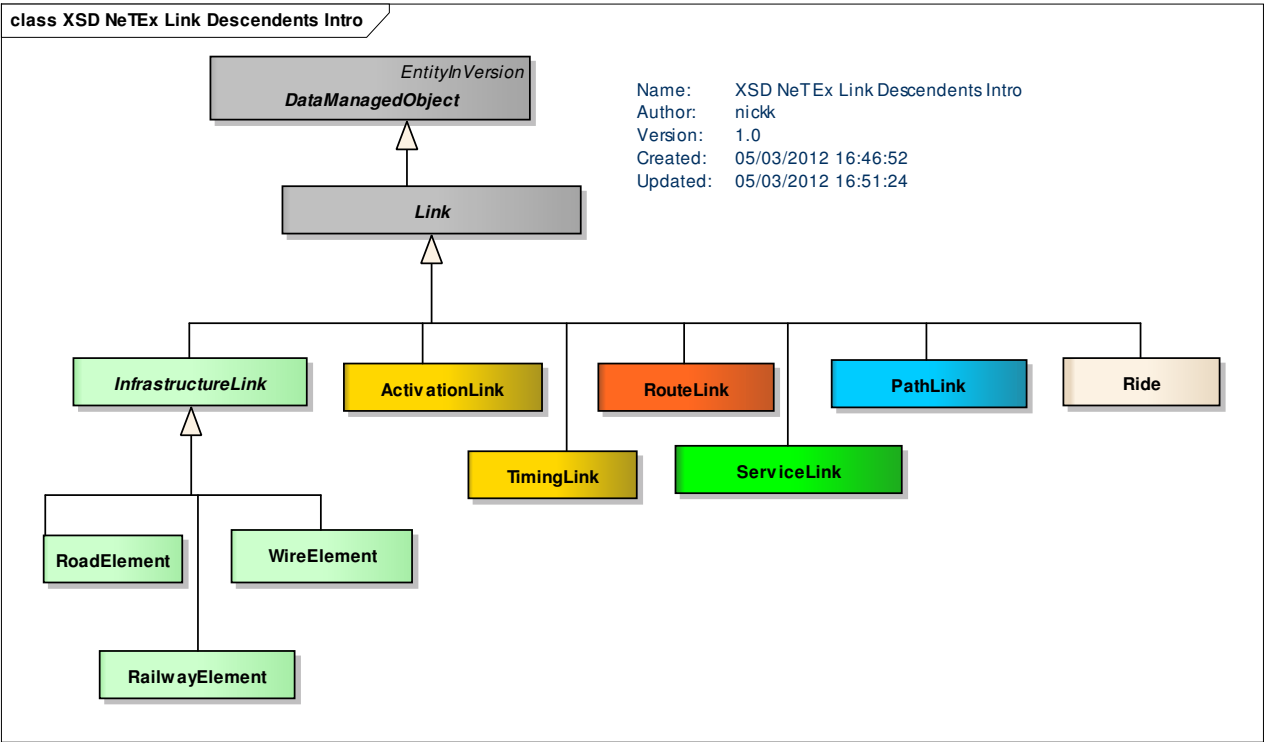 class XSD NeTEx Link Descendents Intro
EntityInVersion
DataManagedObject
Name: XSD NeTEx Link Descendents Intro
Author: nickk
Version: 1.0
Created: 05/03/2012 16:46:52
Updated: 05/03/2012 16:51:24
Link
InfrastructureLink
ActivationLink
RouteLink
PathLink
Ride
TimingLink
ServiceLink
RoadElement
WireElement
RailwayElement